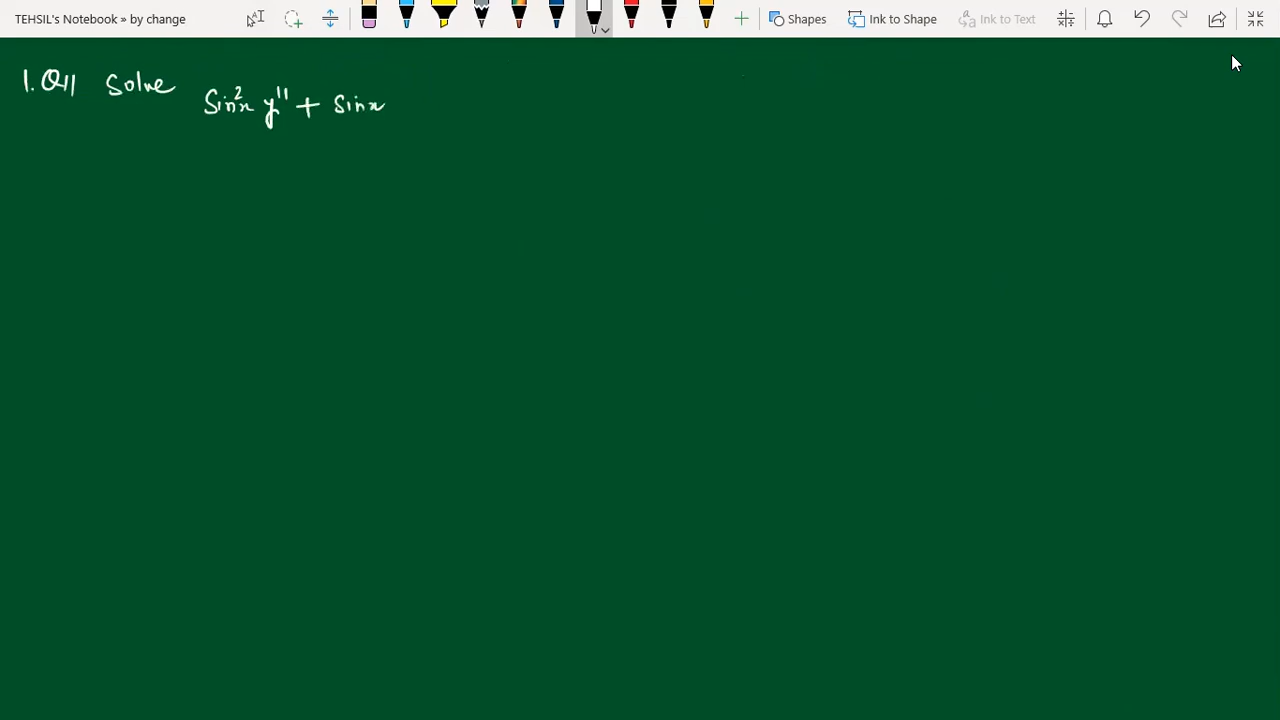 TEHSIL's Notebook » by change
Shapes
Ink to Shape
Ink to Text
1. Q11 Solve Sin²x y'' + Sinx